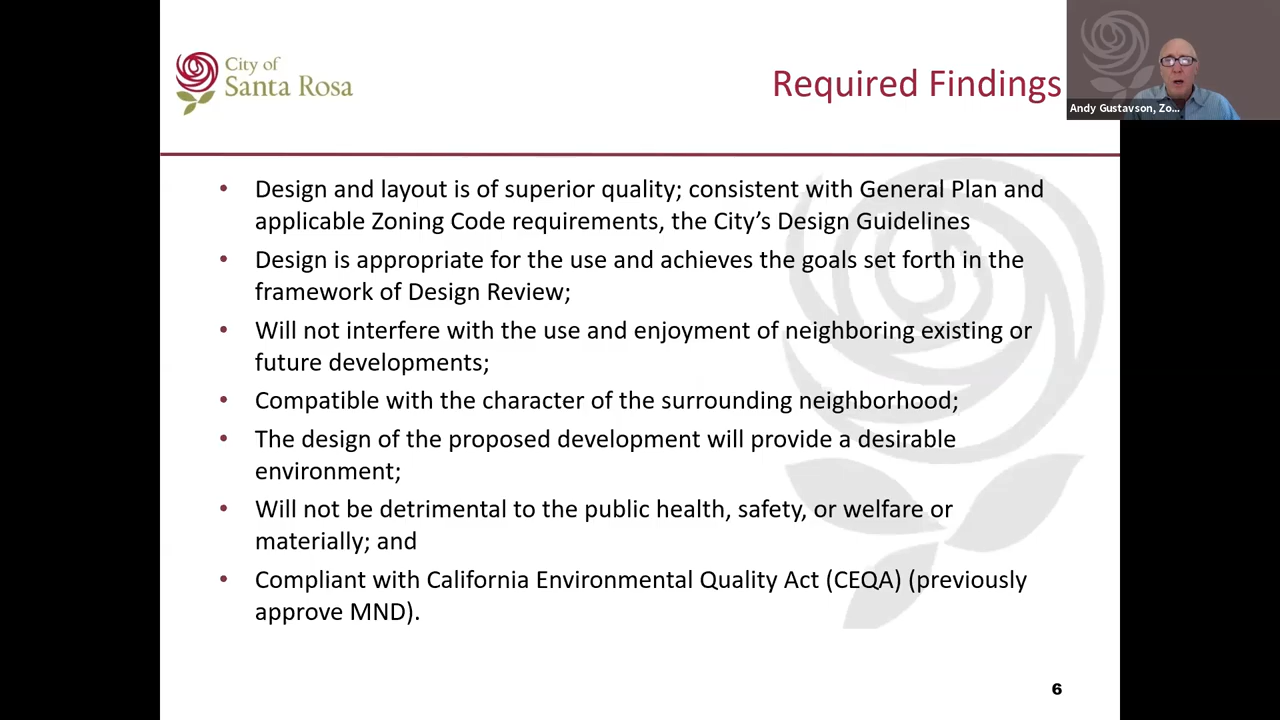 City of
Santa Rosa
Required Findings
Andy Gustavson, Zo...
• Design and layout is of superior quality; consistent with General Plan and
applicable Zoning Code requirements, the City’s Design Guidelines
• Design is appropriate for the use and achieves the goals set forth in the
framework of Design Review;
• Will not interfere with the use and enjoyment of neighboring existing or
future developments;
• Compatible with the character of the surrounding neighborhood;
• The design of the proposed development will provide a desirable
environment;
• Will not be detrimental to the public health, safety, or welfare or
materially; and
• Compliant with California Environmental Quality Act (CEQA) (previously
approve MND).
6